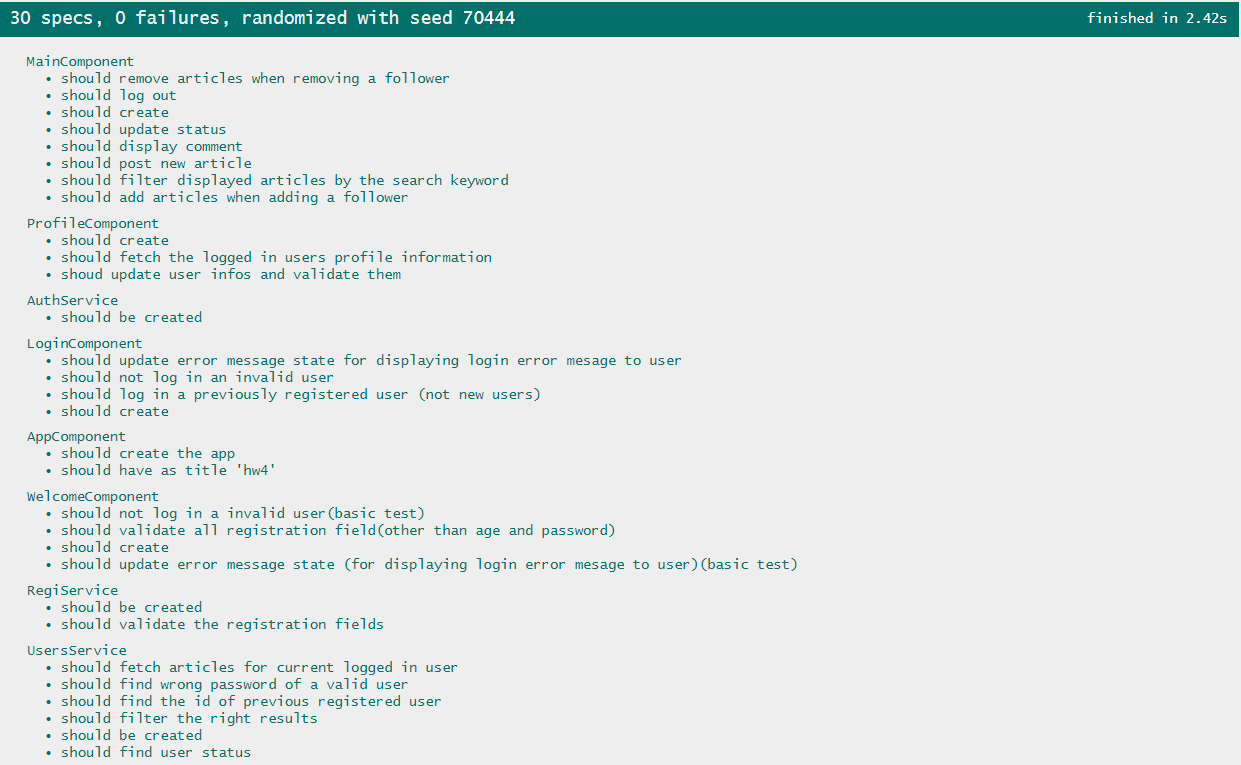 30 specs, 0 failures, randomized with seed 70444
finished in 2.42s
MainComponent
• should remove articles when removing a follower
• should log out
• should create
• should update status
• should display comment
• should post new article
• should filter displayed articles by the search keyword
• should add articles when adding a follower
ProfileComponent
• should create
• should fetch the logged in users profile information
• shoud update user infos and validate them
AuthService
• should be created
LoginComponent
• should update error message state for displaying login error mesage to user
• should not log in an invalid user
• should log in a previously registered user (not new users)
• should create
AppComponent
• should create the app
• should have as title 'hw4'
WelcomeComponent
• should not log in a invalid user(basic test)
• should validate all registration field(other than age and password)
• should create
• should update error message state (for displaying login error mesage to user)(basic test)
RegiService
• should be created
• should validate the registration fields
UsersService
• should fetch articles for current logged in user
• should find wrong password of a valid user
• should find the id of previous registered user
• should filter the right results
• should be created
• should find user status